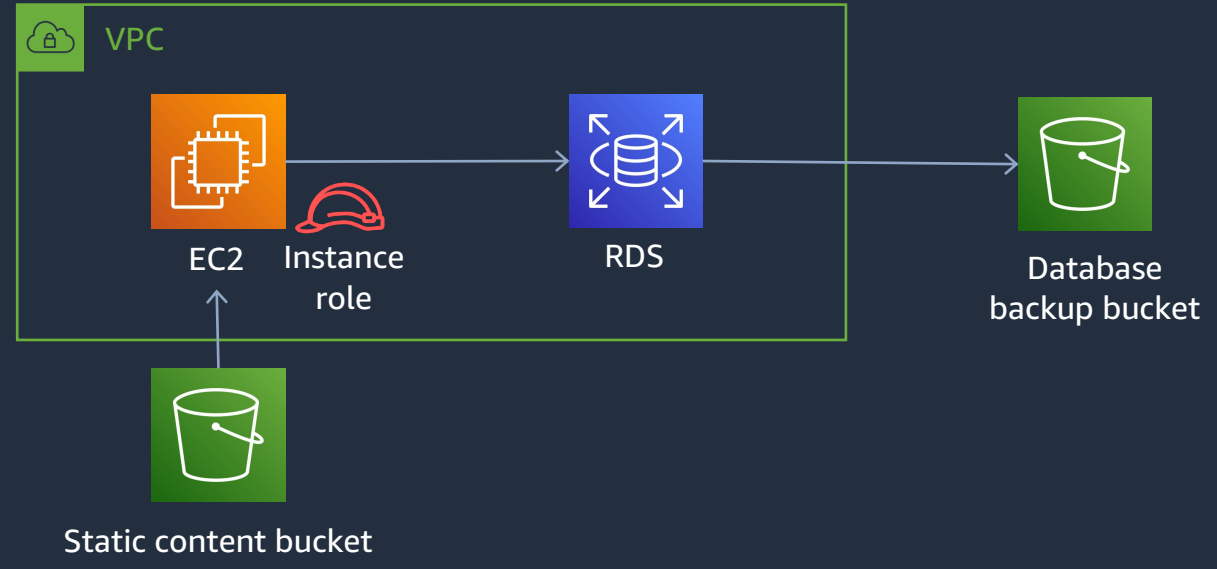 VPC
EC2
Instance
role
RDS
Database
backup bucket
Static content bucket